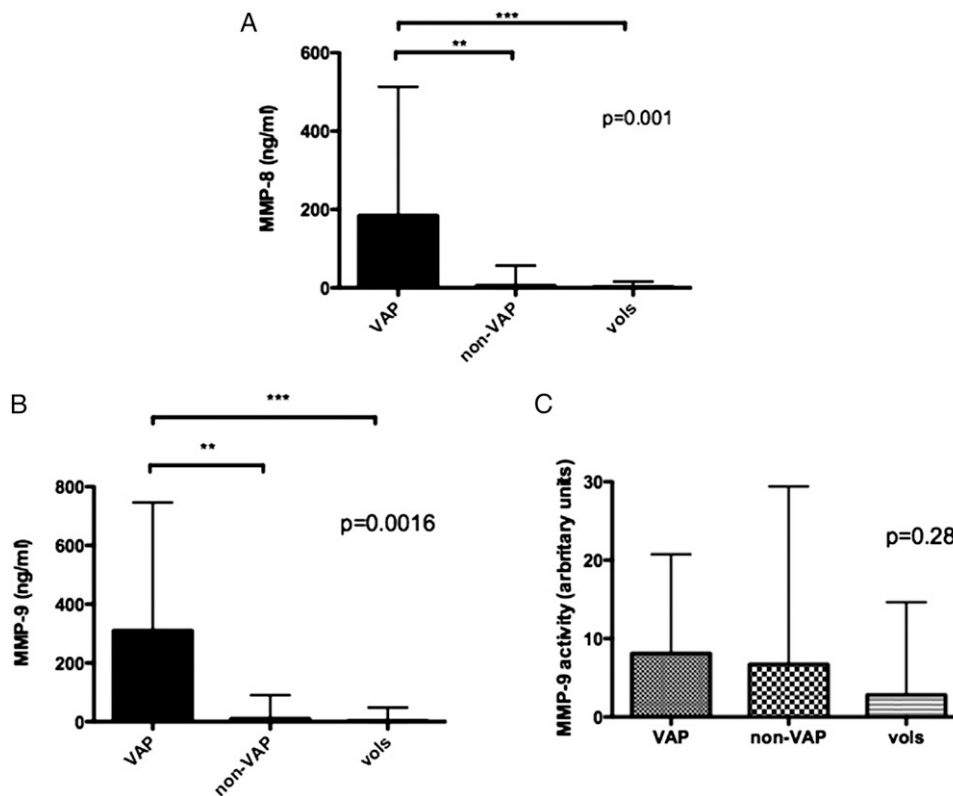 A
***
**
600
400
200
0
MMP-8 (ng/ml)
p=0.001
VAP
non-VAP
vols
B
***
**
800
600
400
200
0
MMP-9 (ng/ml)
p=0.0016
VAP
non-VAP
vols
C
30
20
10
0
MMP-9 activity (arbritary units)
p=0.28
VAP
non-VAP
vols